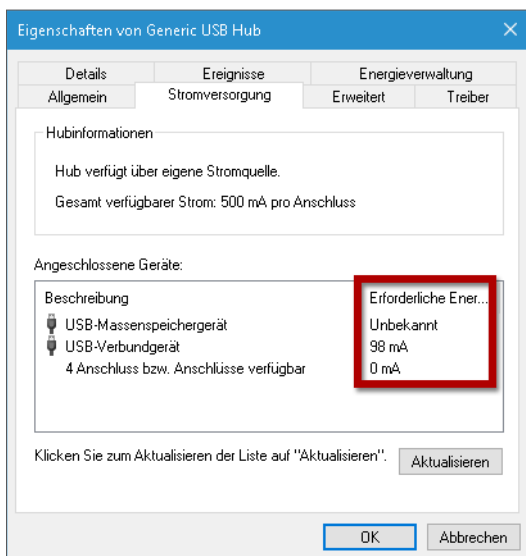 Eigenschaften von Generic USB Hub
Details Ereignisse Energieverwaltung
Allgemein Stromversorgung Erweitert Treiber
Hubinformationen
Hub verfügt über eigene Stromquelle.
Gesamt verfügbarer Strom: 500 mA pro Anschluss
Angeschlossene Geräte:
Beschreibung Erforderliche Ener...
USB-Massenspeichergerät Unbekannt
USB-Verbundgerät 98 mA
4 Anschluss bzw. Anschlüsse verfügbar 0 mA
Klicken Sie zum Aktualisieren der Liste auf "Aktualisieren". Aktualisieren
OK Abbrechen